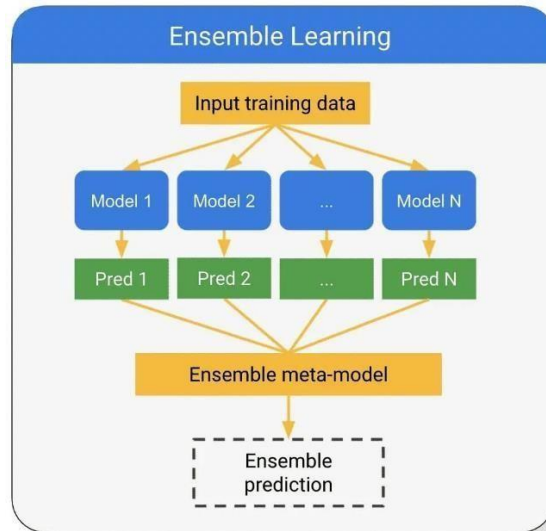 Ensemble Learning
Input training data
Model 1
Model 2
...
Model N
Pred 1
Pred 2
...
Pred N
Ensemble meta-model
Ensemble
prediction